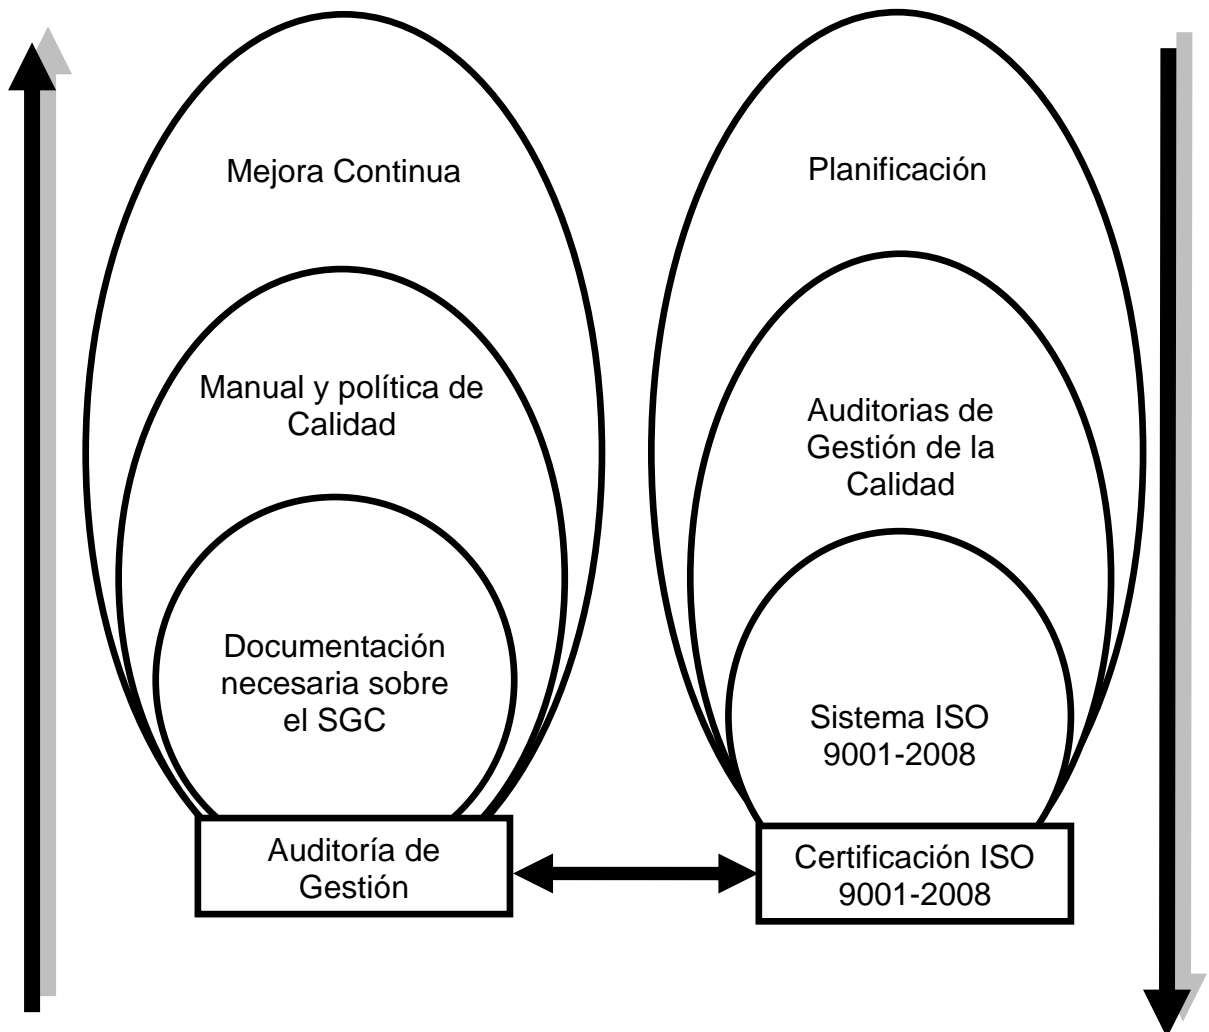 Mejora Continua
Manual y política de
Calidad
Documentación
necesaria sobre
el SGC
Auditoría de
Gestión
Planificación
Auditorias de
Gestión de la
Calidad
Sistema ISO
9001-2008
Certificación ISO
9001-2008